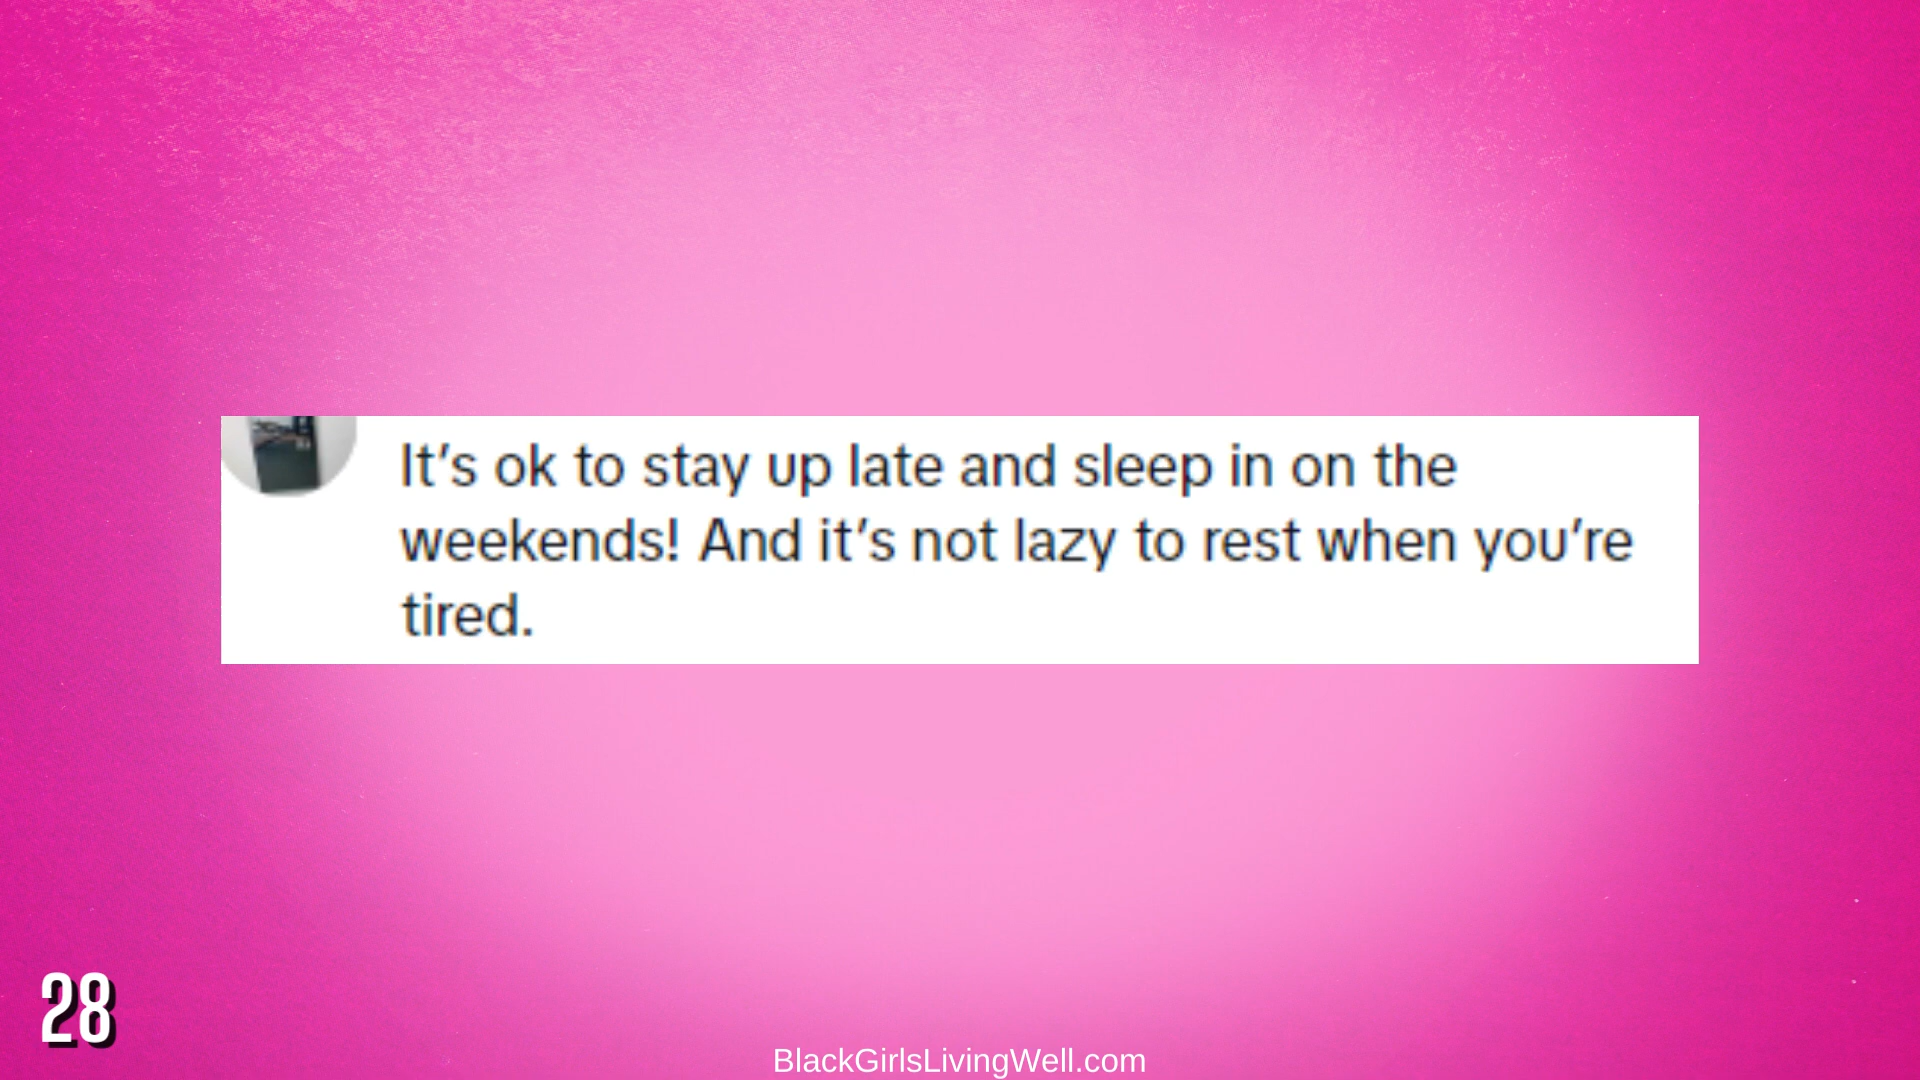 It’s ok to stay up late and sleep in on the
weekends! And it’s not lazy to rest when you’re
tired.
28
BlackGirlsLivingWell.com